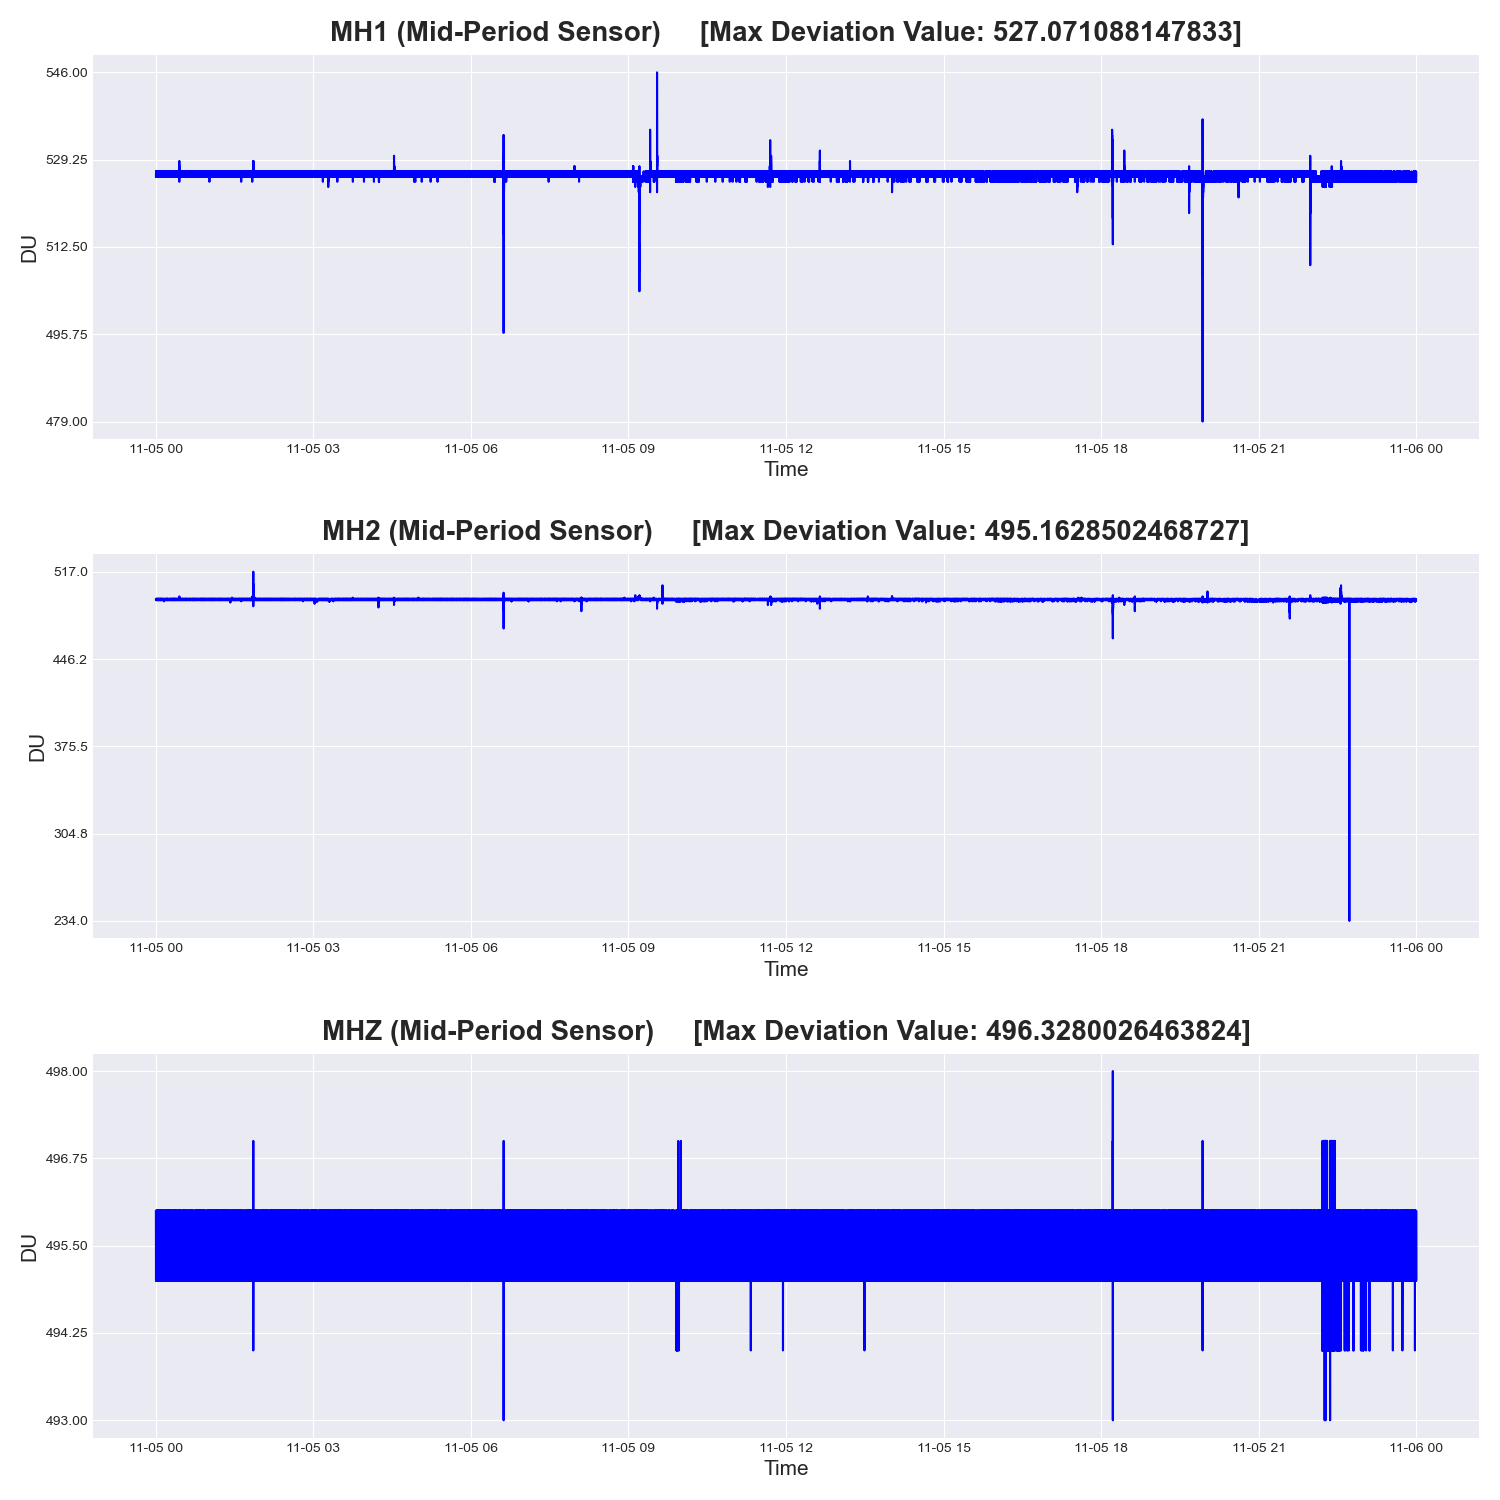 MH1 (Mid-Period Sensor) [Max Deviation Value: 527.071088147833]
546.00
529.25
512.50
495.75
479.00
DU
11-05 00 11-05 03 11-05 06 11-05 09 11-05 12 11-05 15 11-05 18 11-05 21 11-06 00
Time
MH2 (Mid-Period Sensor) [Max Deviation Value: 495.1628502468727]
517.0
446.2
375.5
304.8
234.0
DU
11-05 00 11-05 03 11-05 06 11-05 09 11-05 12 11-05 15 11-05 18 11-05 21 11-06 00
Time
MHZ (Mid-Period Sensor) [Max Deviation Value: 496.3280026463824]
498.00
496.75
495.50
494.25
493.00
DU
11-05 00 11-05 03 11-05 06 11-05 09 11-05 12 11-05 15 11-05 18 11-05 21 11-06 00
Time